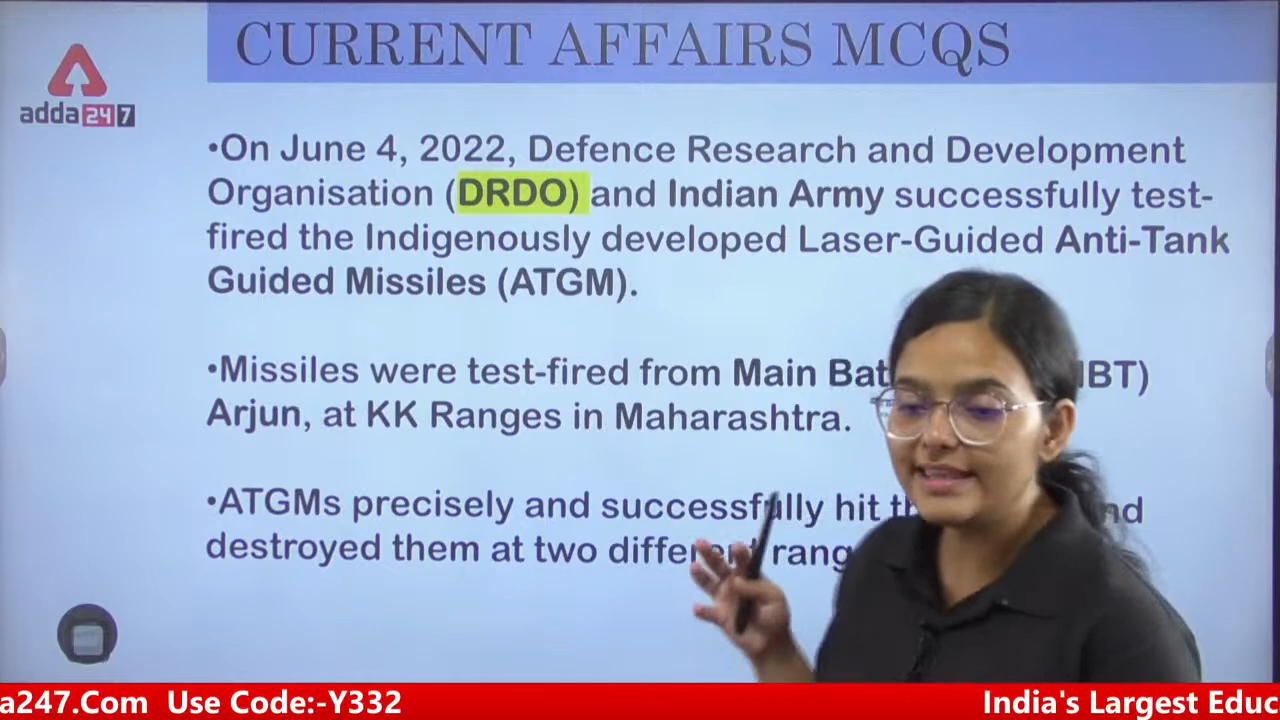 CURRENT AFFAIRS MCQS
adda247
•On June 4, 2022, Defence Research and Development
Organisation (DRDO) and Indian Army successfully test-
fired the Indigenously developed Laser-Guided Anti-Tank
Guided Missiles (ATGM).
•Missiles were test-fired from Main
Arjun, at KK Ranges in Maharashtra.
•ATGMs precisely and successfully hit
destroyed them at two different
a247.Com Use Code:-Y332
India's Largest Educ